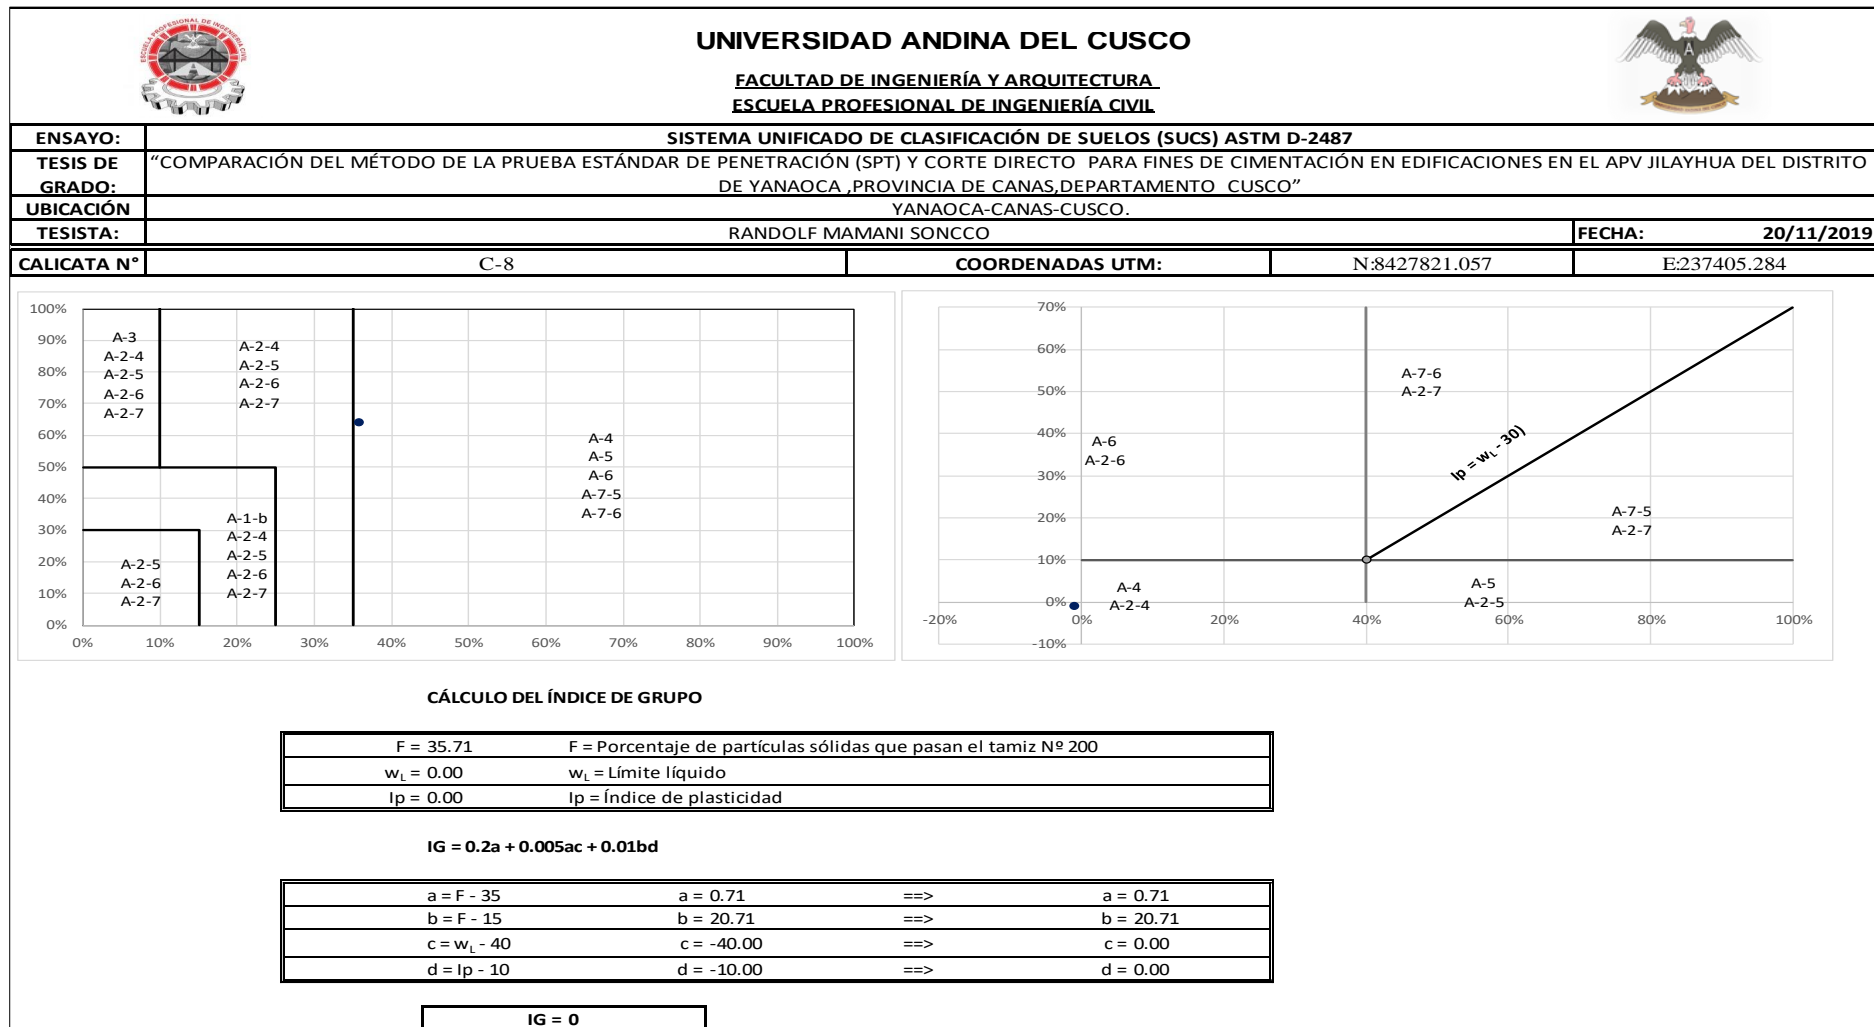 UNIVERSIDAD ANDINA DEL CUSCO
FACULTAD DE INGENIERÍA Y ARQUITECTURA
ESCUELA PROFESIONAL DE INGENIERÍA CIVIL
ENSAYO: SISTEMA UNIFICADO DE CLASIFICACIÓN DE SUELOS (SUCS) ASTM D-2487
TESIS DE GRADO: "COMPARACIÓN DEL MÉTODO DE LA PRUEBA ESTÁNDAR DE PENETRACIÓN (SPT) Y CORTE DIRECTO PARA FINES DE CIMENTACIÓN EN EDIFICACIONES EN EL APV JILAYHUA DEL DISTRITO
DE YANAOCA ,PROVINCIA DE CANAS,DEPARTAMENTO CUSCO"
UBICACIÓN YANAOCA-CANAS-CUSCO.
TESISTA: RANDOLF MAMANI SONCCO FECHA: 20/11/2019
CALICATA N° C-8 COORDENADAS UTM: N:8427821.057 E:237405.284
100%
90%
80%
70%
60%
50%
40%
30%
20%
10%
0%
0% 10% 20% 30% 40% 50% 60% 70% 80% 90% 100%
A-3
A-2-4
A-2-5
A-2-6
A-2-7
A-2-4
A-2-5
A-2-6
A-2-7
A-4
A-5
A-6
A-7-5
A-7-6
A-1-b
A-2-4
A-2-5
A-2-6
A-2-7
A-2-5
A-2-6
A-2-7
70%
60%
50%
40%
30%
20%
10%
0%
-10%
-20% 0% 20% 40% 60% 80% 100%
A-7-6
A-2-7
A-6
A-2-6
Ip = wL - 30)
A-7-5
A-2-7
A-4
A-2-4
A-5
A-2-5
CÁLCULO DEL ÍNDICE DE GRUPO
F = 35.71 F = Porcentaje de partículas sólidas que pasan el tamiz Nº 200
wL = 0.00 wL = Límite líquido
Ip = 0.00 Ip = Índice de plasticidad
IG = 0.2a + 0.005ac + 0.01bd
a = F - 35 a = 0.71 ==> a = 0.71
b = F - 15 b = 20.71 ==> b = 20.71
c = wL - 40 c = -40.00 ==> c = 0.00
d = Ip - 10 d = -10.00 ==> d = 0.00
IG = 0